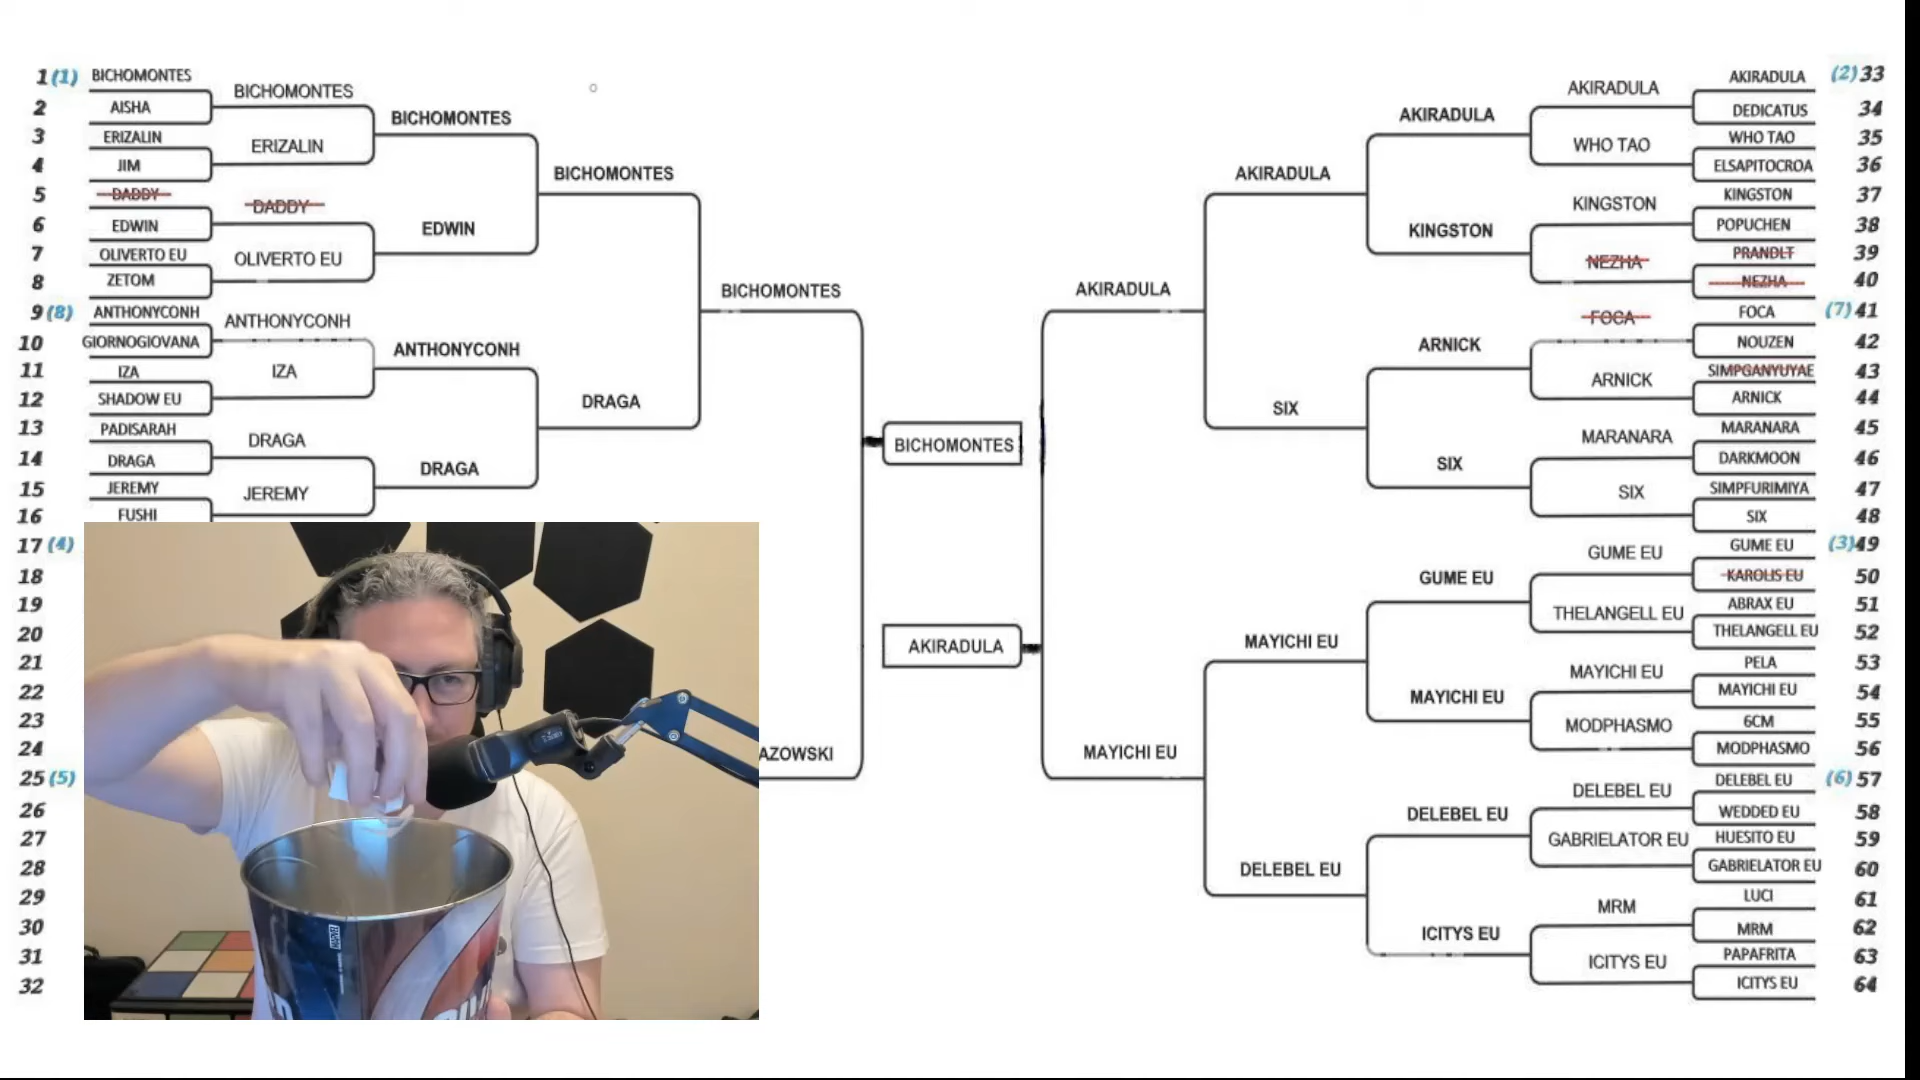 1 (1) BICHOMONTES
2 AISHA
3 ERIZALIN
4 JIM
5 DADDY
6 EDWIN
7 OLIVERTO EU
8 ZETOM
9 (8) ANTHONYCONH
10 GIORNOGIOVANA
11 IZA
12 SHADOW EU
13 PADISARAH
14 DRAGA
15 JEREMY
16 FUSHI
17 (4)
18
19
20
21
22
23
24
25 (5)
26
27
28
29
30
31
32
BICHOMONTES
ERIZALIN
DADDY
OLIVERTO EU
ANTHONYCONH
IZA
DRAGA
JEREMY
BICHOMONTES
EDWIN
ANTHONYCONH
DRAGA
BICHOMONTES
DRAGA
BICHOMONTES
AZOWSKI
BICHOMONTES
AKIRADULA
AKIRADULA
MAYICHI EU
AKIRADULA
SIX
MAYICHI EU
DELEBEL EU
AKIRADULA
KINGSTON
ARNICK
SIX
GUME EU
MAYICHI EU
DELEBEL EU
ICITYS EU
AKIRADULA
WHO TAO
KINGSTON
NEZHA
FOCA
ARNICK
MARANARA
SIX
GUME EU
THELANGELL EU
MAYICHI EU
MODPHASMO
DELEBEL EU
GABRIELATOR EU
MRM
ICITYS EU
AKIRADULA (2) 33
DEDICATUS 34
WHO TAO 35
ELSAPITOCROA 36
KINGSTON 37
POPUCHEN 38
PRANDLT 39
NEZHA 40
FOCA (7) 41
NOUZEN 42
SIMPGANYUYAE 43
ARNICK 44
MARANARA 45
DARKMOON 46
SIMPFURIMIYA 47
SIX 48
GUME EU (3) 49
KAROLIS EU 50
ABRAX EU 51
THELANGELL EU 52
PELA 53
MAYICHI EU 54
6CM 55
MODPHASMO 56
DELEBEL EU (6) 57
WEDDED EU 58
HUESITO EU 59
GABRIELATOR EU 60
LUCI 61
MRM 62
PAPAFRITA 63
ICITYS EU 64